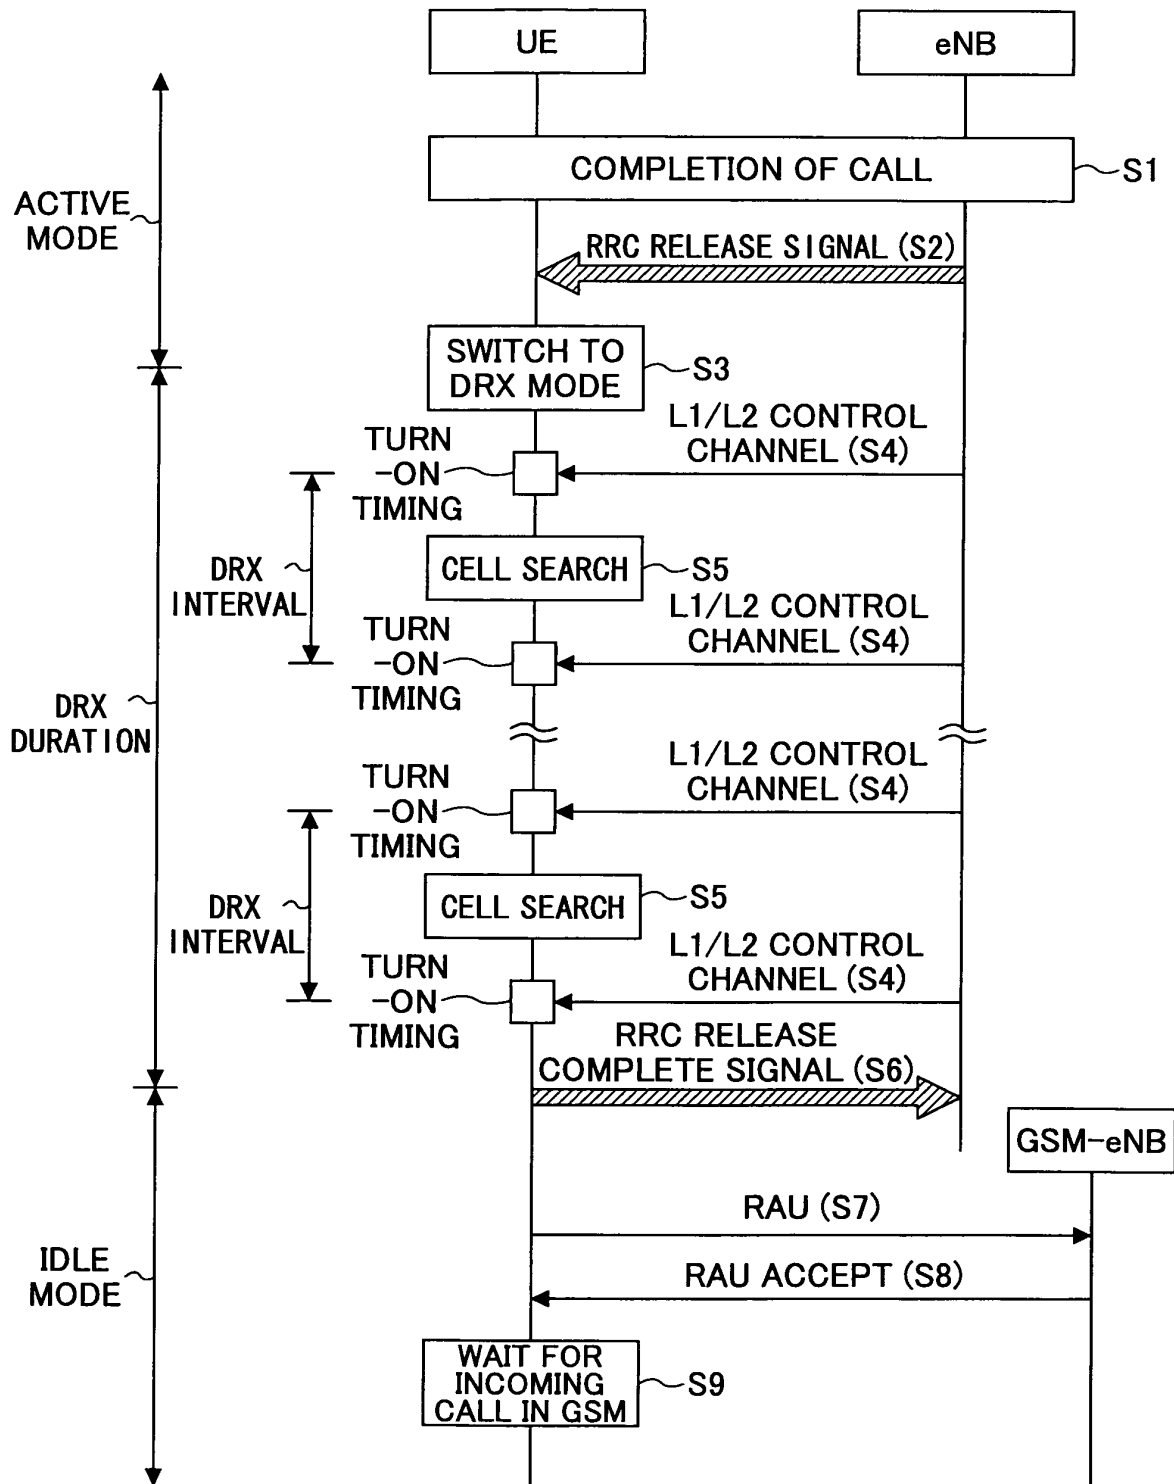 UE
eNB
COMPLETION OF CALL
S1
ACTIVE
MODE
RRC RELEASE SIGNAL (S2)
SWITCH TO
DRX MODE
S3
L1/L2 CONTROL
CHANNEL (S4)
TURN
-ON
TIMING
DRX
INTERVAL
CELL SEARCH
S5
L1/L2 CONTROL
CHANNEL (S4)
TURN
-ON
TIMING
DRX
DURATION
L1/L2 CONTROL
CHANNEL (S4)
TURN
-ON
TIMING
DRX
INTERVAL
CELL SEARCH
S5
L1/L2 CONTROL
CHANNEL (S4)
TURN
-ON
TIMING
RRC RELEASE
COMPLETE SIGNAL (S6)
GSM-eNB
RAU (S7)
IDLE
MODE
RAU ACCEPT (S8)
WAIT FOR
INCOMING
CALL IN GSM
S9